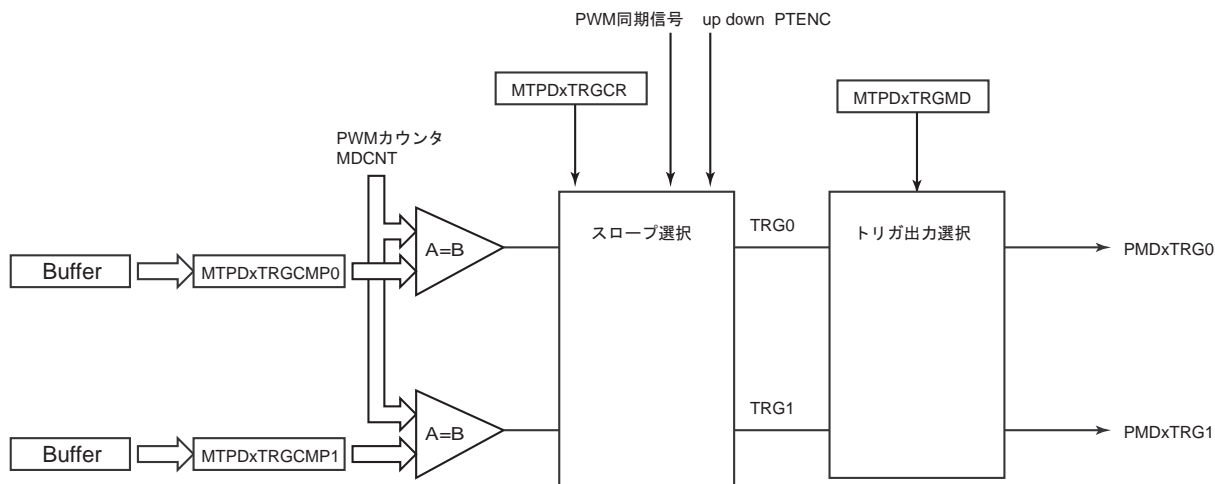 PWM同期信号 up down PTENC
MTPDxTRGCR
MTPDxTRGMD
PWMカウンタ
MDCNT
スロープ選択
TRG0
トリガ出力選択
A=B
PMDxTRG0
Buffer
MTPDxTRGCMP0
TRG1
A=B
PMDxTRG1
Buffer
MTPDxTRGCMP1